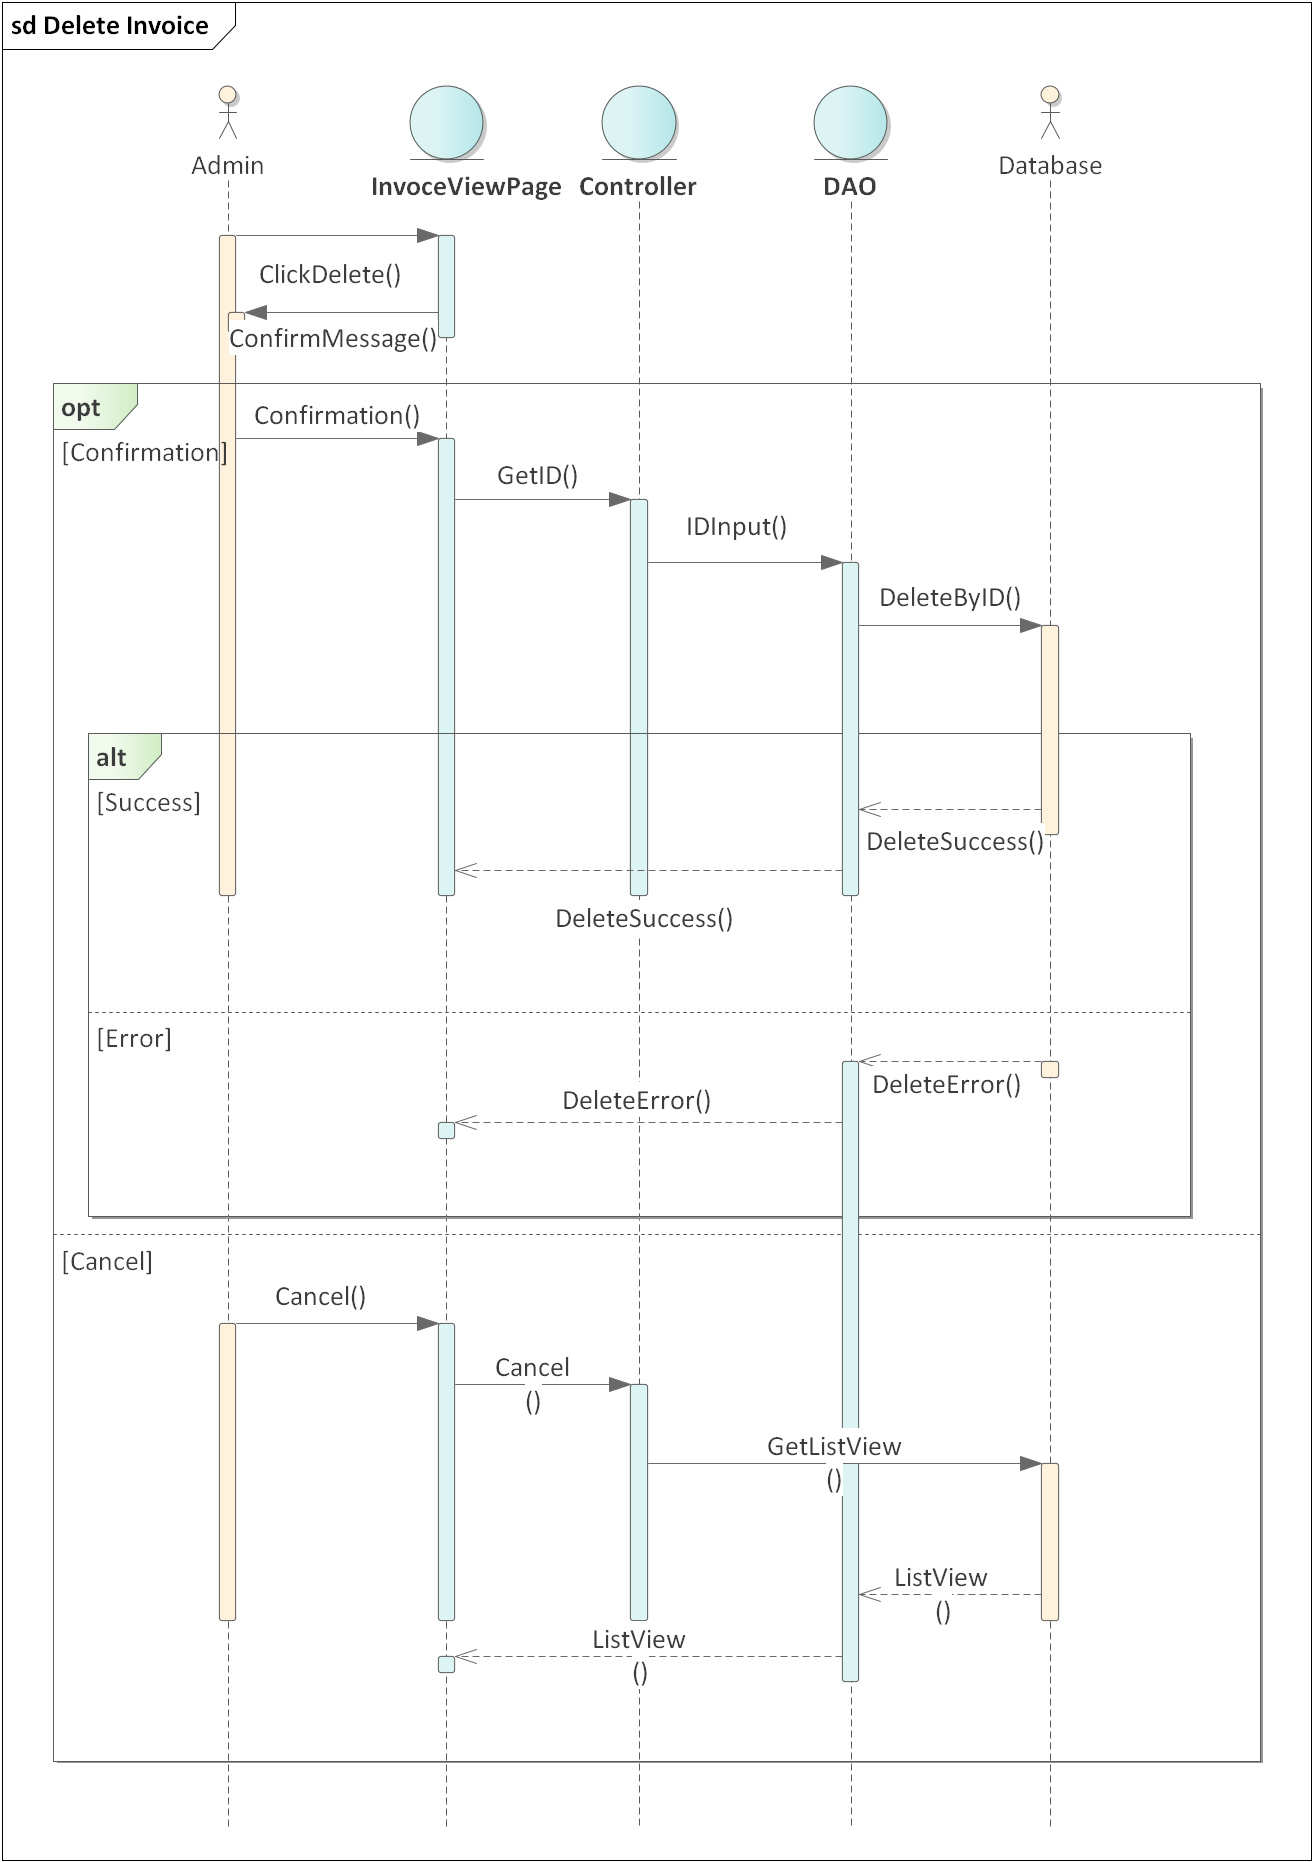 sd Delete Invoice
Admin
InvoceViewPage
Controller
DAO
Database
ClickDelete()
ConfirmMessage()
opt
[Confirmation]
Confirmation()
GetID()
IDInput()
DeleteByID()
alt
[Success]
DeleteSuccess()
DeleteSuccess()
[Error]
DeleteError()
DeleteError()
[Cancel]
Cancel()
Cancel
()
GetListView
()
ListView
()
ListView
()